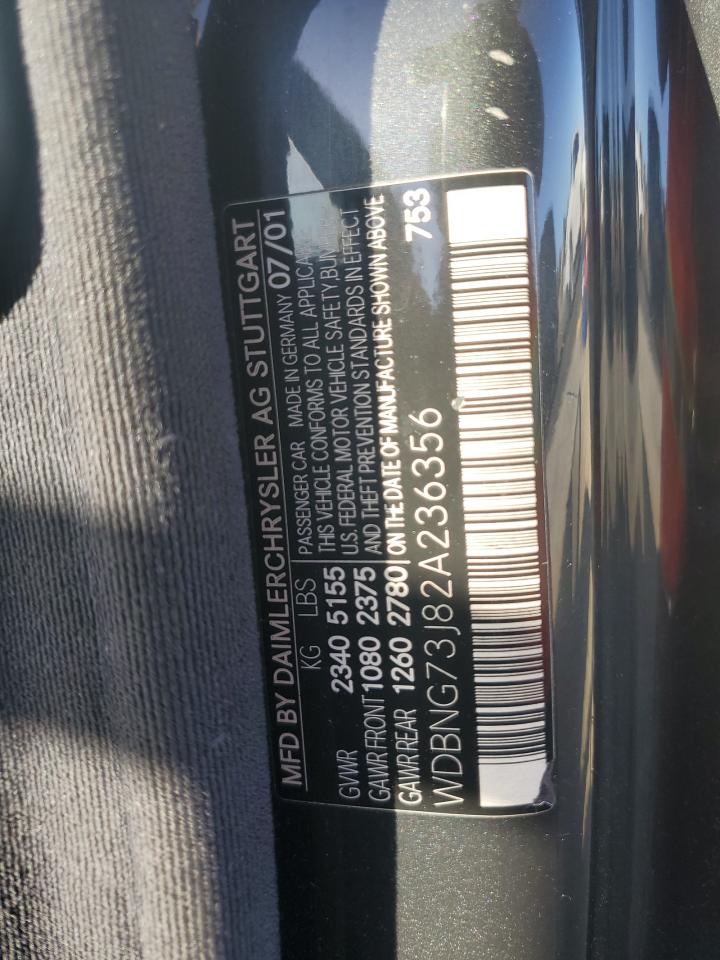 MFD BY DAIMLERCHRYSLER AG STUTTGART
KG LBS PASSENGER CAR MADE IN GERMANY 07/01
THIS VEHICLE CONFORMS TO ALL
GVWR 2340 5155 U.S. FEDERAL MOTOR VEHICLE SAFETY,
GAWR FRONT 1080 2375 AND THEFT PREVENTION STANDARDS IN EFFECT
GAWR REAR 1260 2780 ON THE DATE OF MANUFACTURE SHOWN ABOVE
WDBNG73J82A236356 753